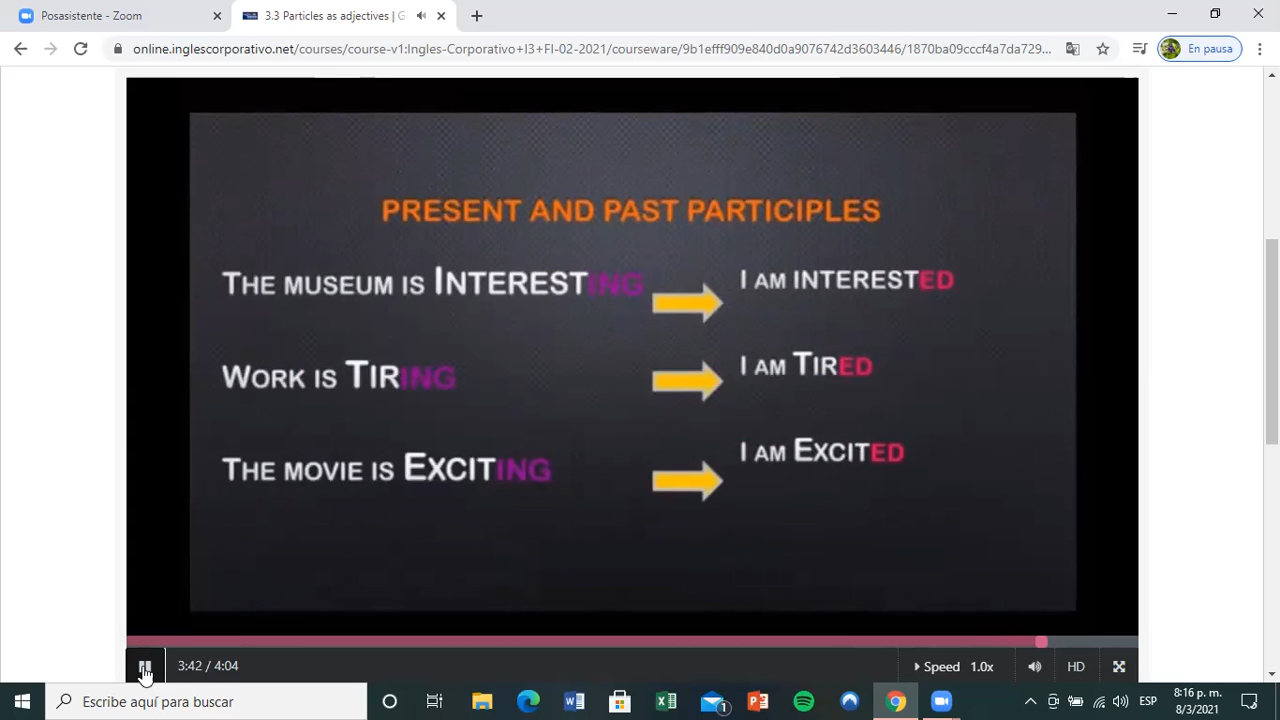 Posasistente - Zoom
3.3 Particles as adjectives | G
online.inglescorporativo.net/courses/course-v1:Ingles-Corporativo+I3+FI-02-2021/courseware/9b1efff909e840d0a9076742d3603446/1870ba09cccf4a7da729...
En pausa
PRESENT AND PAST PARTICIPLES
THE MUSEUM IS INTERESTING
I AM INTERESTED
WORK IS TIRING
I AM TIRED
THE MOVIE IS EXCITING
I AM EXCITED
3:42 / 4:04
Speed 1.0x
HD
Escribe aquí para buscar
1
ESP
8:16 p. m.
8/3/2021